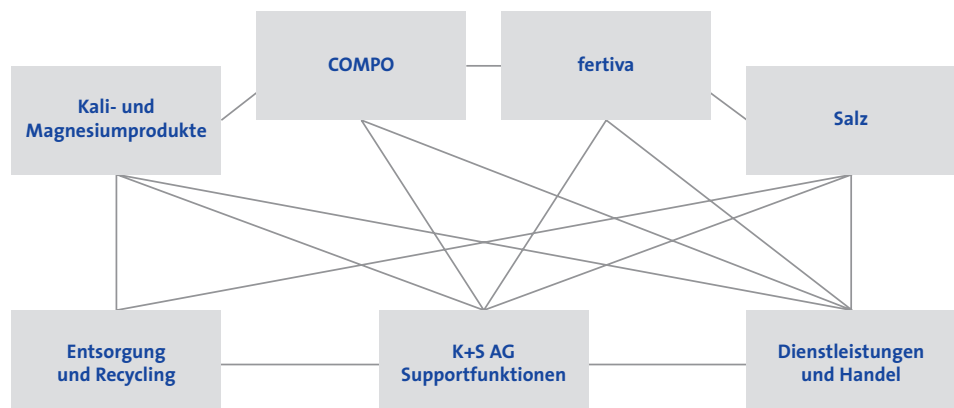 COMPO
fertiva
Kali- und
Magnesiumprodukte
Salz
Entsorgung
und Recycling
K+S AG
Supportfunktionen
Dienstleistungen
und Handel